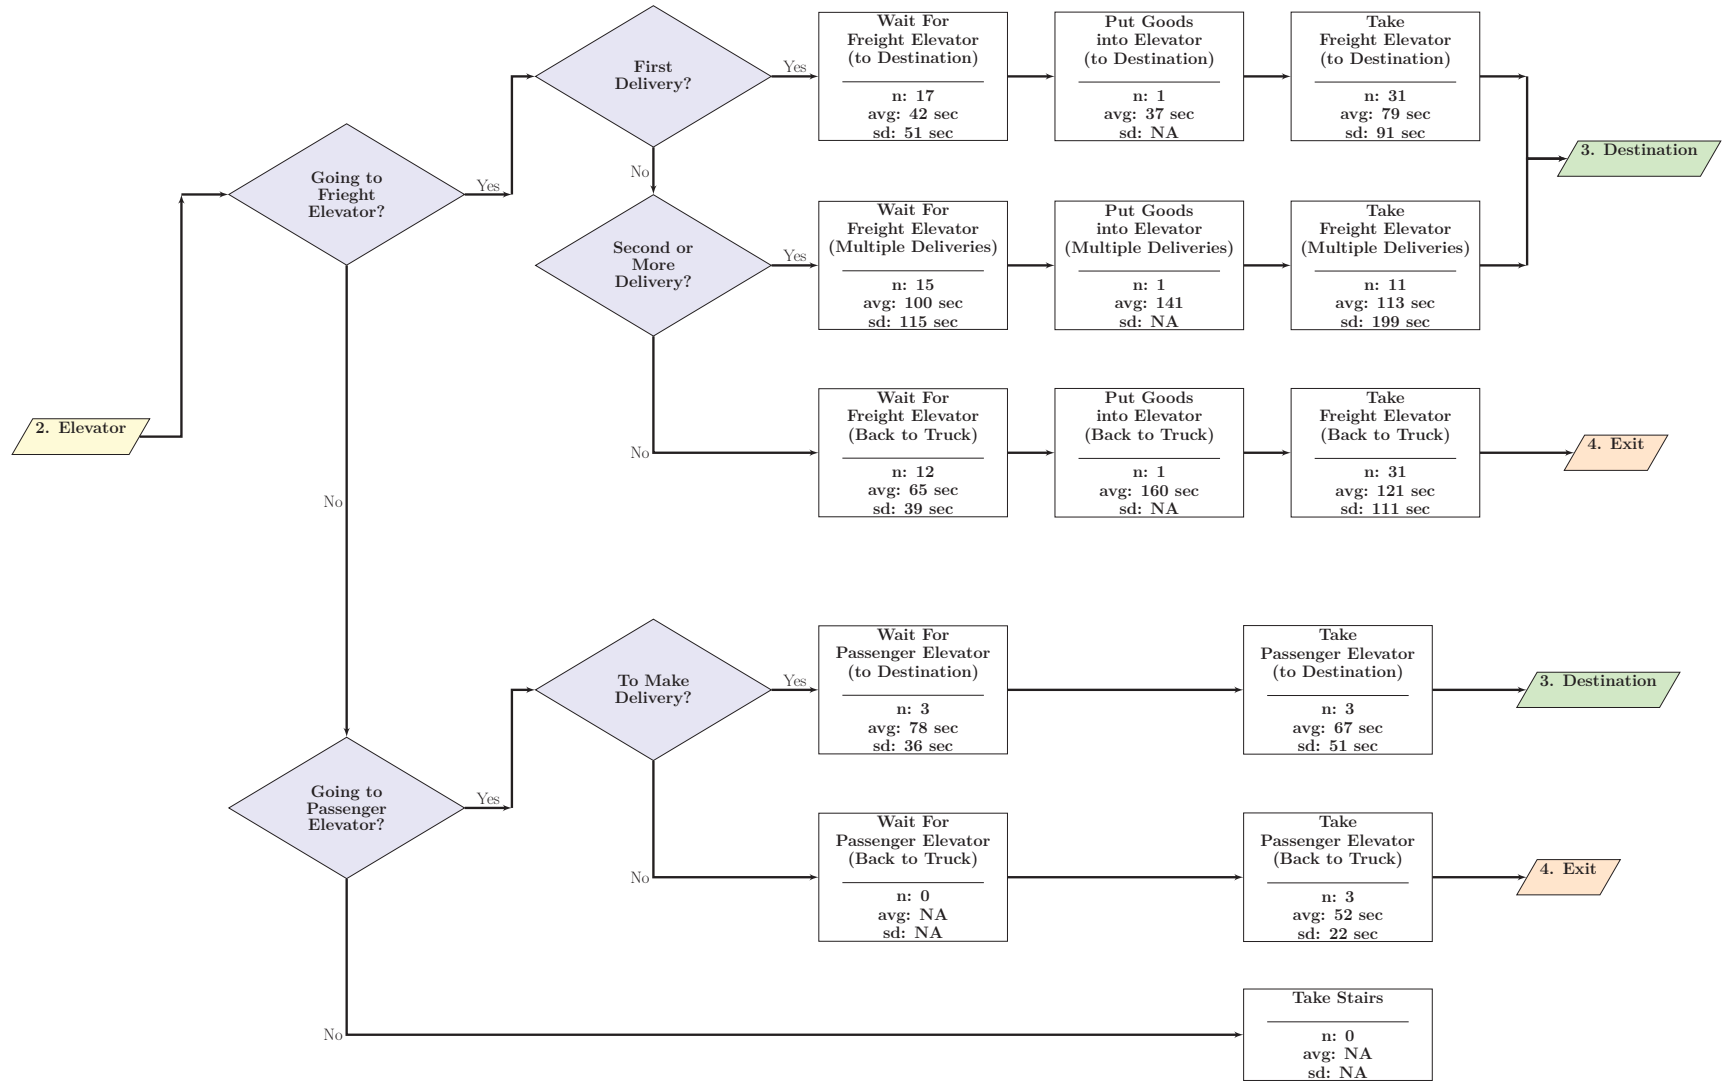 First
Delivery?
Yes
Wait For
Freight Elevator
(to Destination)
n: 17
avg: 42 sec
sd: 51 sec
Put Goods
into Elevator
(to Destination)
n: 1
avg: 37 sec
sd: NA
Take
Freight Elevator
(to Destination)
n: 31
avg: 79 sec
sd: 91 sec
3. Destination
Going to
Frieght
Elevator?
Yes
No
Second or
More
Delivery?
Yes
Wait For
Freight Elevator
(Multiple Deliveries)
n: 15
avg: 100 sec
sd: 115 sec
Put Goods
into Elevator
(Multiple Deliveries)
n: 1
avg: 141
sd: NA
Take
Freight Elevator
(Multiple Deliveries)
n: 11
avg: 113 sec
sd: 199 sec
2. Elevator
No
Wait For
Freight Elevator
(Back to Truck)
n: 12
avg: 65 sec
sd: 39 sec
Put Goods
into Elevator
(Back to Truck)
n: 1
avg: 160 sec
sd: NA
Take
Freight Elevator
(Back to Truck)
n: 31
avg: 121 sec
sd: 111 sec
4. Exit
No
To Make
Delivery?
Yes
Wait For
Passenger Elevator
(to Destination)
n: 3
avg: 78 sec
sd: 36 sec
Take
Passenger Elevator
(to Destination)
n: 3
avg: 67 sec
sd: 51 sec
3. Destination
Going to
Passenger
Elevator?
Yes
No
Wait For
Passenger Elevator
(Back to Truck)
n: 0
avg: NA
sd: NA
Take
Passenger Elevator
(Back to Truck)
n: 3
avg: 52 sec
sd: 22 sec
4. Exit
No
Take Stairs
n: 0
avg: NA
sd: NA